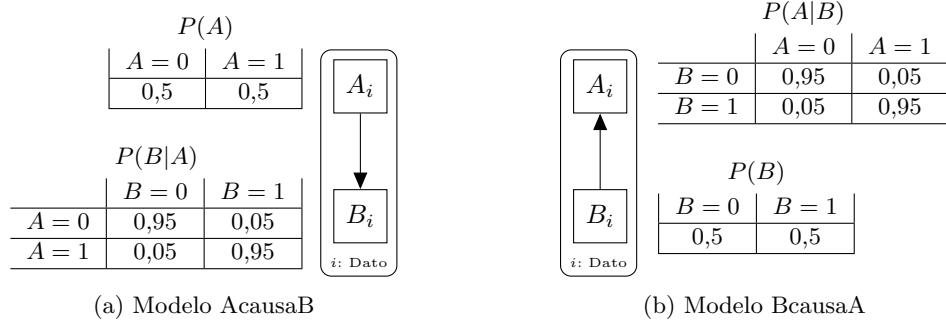 P(A)
A = 0 A = 1
0,5 0,5
A_i
P(B|A)
B = 0 B = 1
A = 0 0,95 0,05
A = 1 0,05 0,95
B_i
i: Dato
(a) Modelo AcausaB
P(A|B)
A = 0 A = 1
B = 0 0,95 0,05
B = 1 0,05 0,95
A_i
P(B)
B = 0 B = 1
0,5 0,5
B_i
i: Dato
(b) Modelo BcausaA